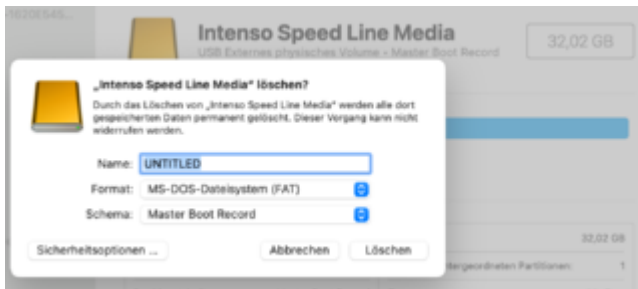 Intenso Speed Line Media
USB Externes physisches Volume • Master Boot Record
32,02 GB
„Intenso Speed Line Media“ löschen?
Durch das Löschen von „Intenso Speed Line Media“ werden alle dort
gespeicherten Daten permanent gelöscht. Dieser Vorgang kann nicht
widerrufen werden.
Name: UNTITLED
Format: MS-DOS-Dateisystem (FAT)
Schema: Master Boot Record
Sicherheitsoptionen ... Abbrechen Löschen
32,02 GB
tergeordneten Partitionen: 1